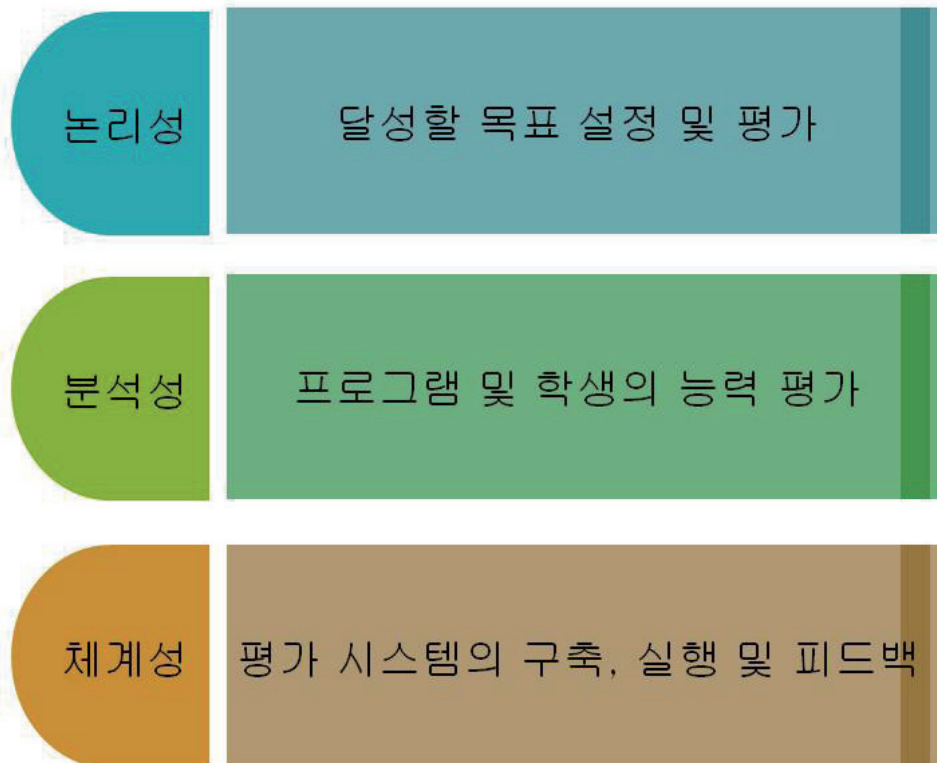 논리성
달성할 목표 설정 및 평가
분석성
프로그램 및 학생의 능력 평가
체계성
평가 시스템의 구축, 실행 및 피드백